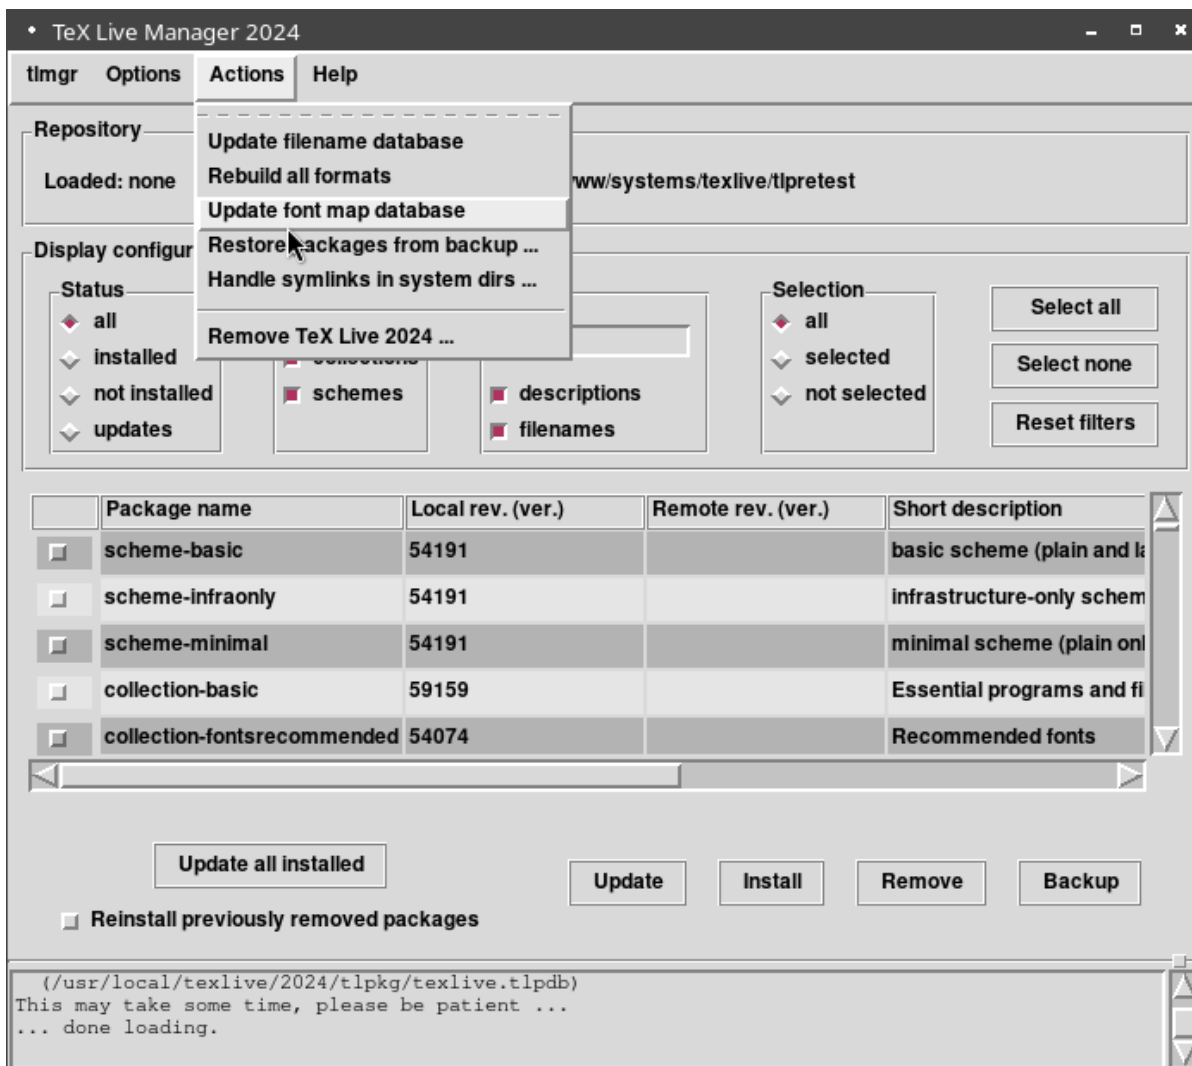 TeX Live Manager 2024
tlmgr Options Actions Help
Repository
Update filename database
Loaded: none
Rebuild all formats
ww/systems/texlive/tlpretest
Update font map database
Display configur
Restore packages from backup ...
Handle symlinks in system dirs ...
Remove TeX Live 2024 ...
Status
all
installed
not installed
updates
collections
schemes
descriptions
filenames
Selection
all
selected
not selected
Select all
Select none
Reset filters
Package name Local rev. (ver.) Remote rev. (ver.) Short description
scheme-basic 54191 basic scheme (plain and la
scheme-infraonly 54191 infrastructure-only schem
scheme-minimal 54191 minimal scheme (plain onl
collection-basic 59159 Essential programs and fi
collection-fontsrecommended 54074 Recommended fonts
Update all installed
Update Install Remove Backup
Reinstall previously removed packages
(/usr/local/texlive/2024/tlpkg/texlive.tlpdb)
This may take some time, please be patient ...
... done loading.